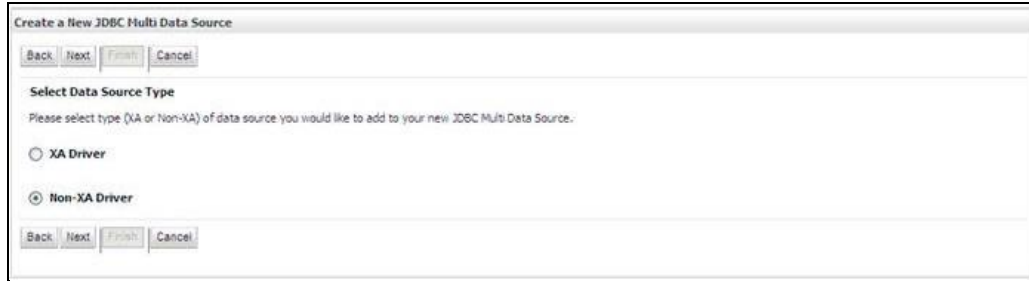 Create a New JDBC Multi Data Source
Back Next Finish Cancel
Select Data Source Type
Please select type (XA or Non-XA) of data source you would like to add to your new JDBC Multi Data Source.
XA Driver
Non-XA Driver
Back Next Finish Cancel